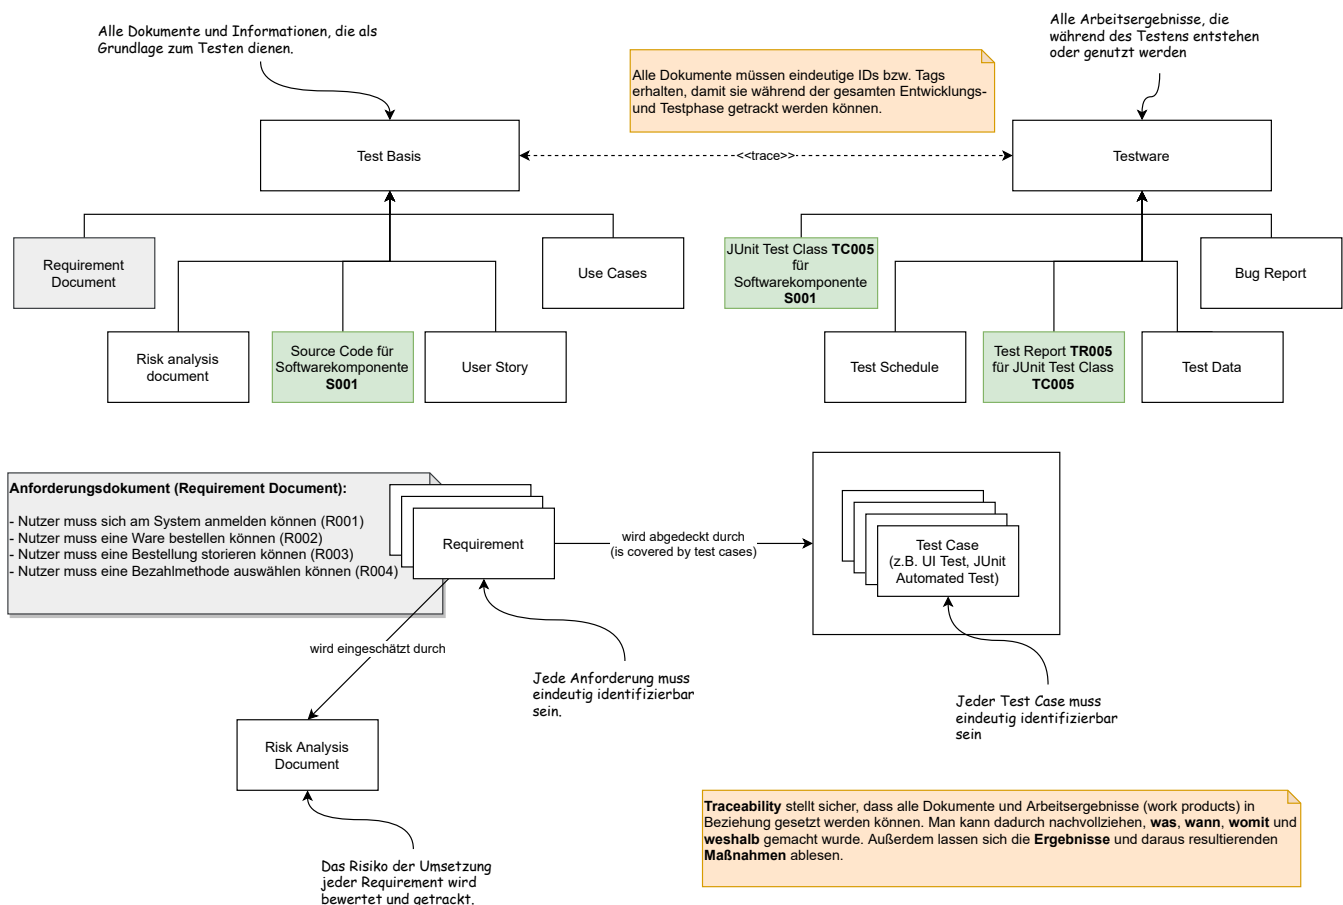 Alle Dokumente und Informationen, die als
Grundlage zum Testen dienen.
Alle Arbeitsergebnisse, die
während des Testens entstehen
oder genutzt werden
Alle Dokumente müssen eindeutige IDs bzw. Tags
erhalten, damit sie während der gesamten Entwicklungs-
und Testphase getrackt werden können.
Test Basis
<<trace>>
Testware
Requirement
Document
Use Cases
JUnit Test Class TC005
für
Softwarekomponente
S001
Bug Report
Risk analysis
document
Source Code für
Softwarekomponente
S001
User Story
Test Schedule
Test Report TR005
für JUnit Test Class
TC005
Test Data
Anforderungsdokument (Requirement Document):
- Nutzer muss sich am System anmelden können (R001)
- Nutzer muss eine Ware bestellen können (R002)
- Nutzer muss eine Bestellung storieren können (R003)
- Nutzer muss eine Bezahlmethode auswählen können (R004)
Requirement
wird abgedeckt durch
(is covered by test cases)
Test Case
(z.B. UI Test, JUnit
Automated Test)
wird eingeschätzt durch
Jede Anforderung muss
eindeutig identifizierbar
sein.
Jeder Test Case muss
eindeutig identifizierbar
sein
Risk Analysis
Document
Traceability stellt sicher, dass alle Dokumente und Arbeitsergebnisse (work products) in
Beziehung gesetzt werden können. Man kann dadurch nachvollziehen, was, wann, womit und
weshalb gemacht wurde. Außerdem lassen sich die Ergebnisse und daraus resultierenden
Maßnahmen ablesen.
Das Risiko der Umsetzung
jeder Requirement wird
bewertet und getrackt.